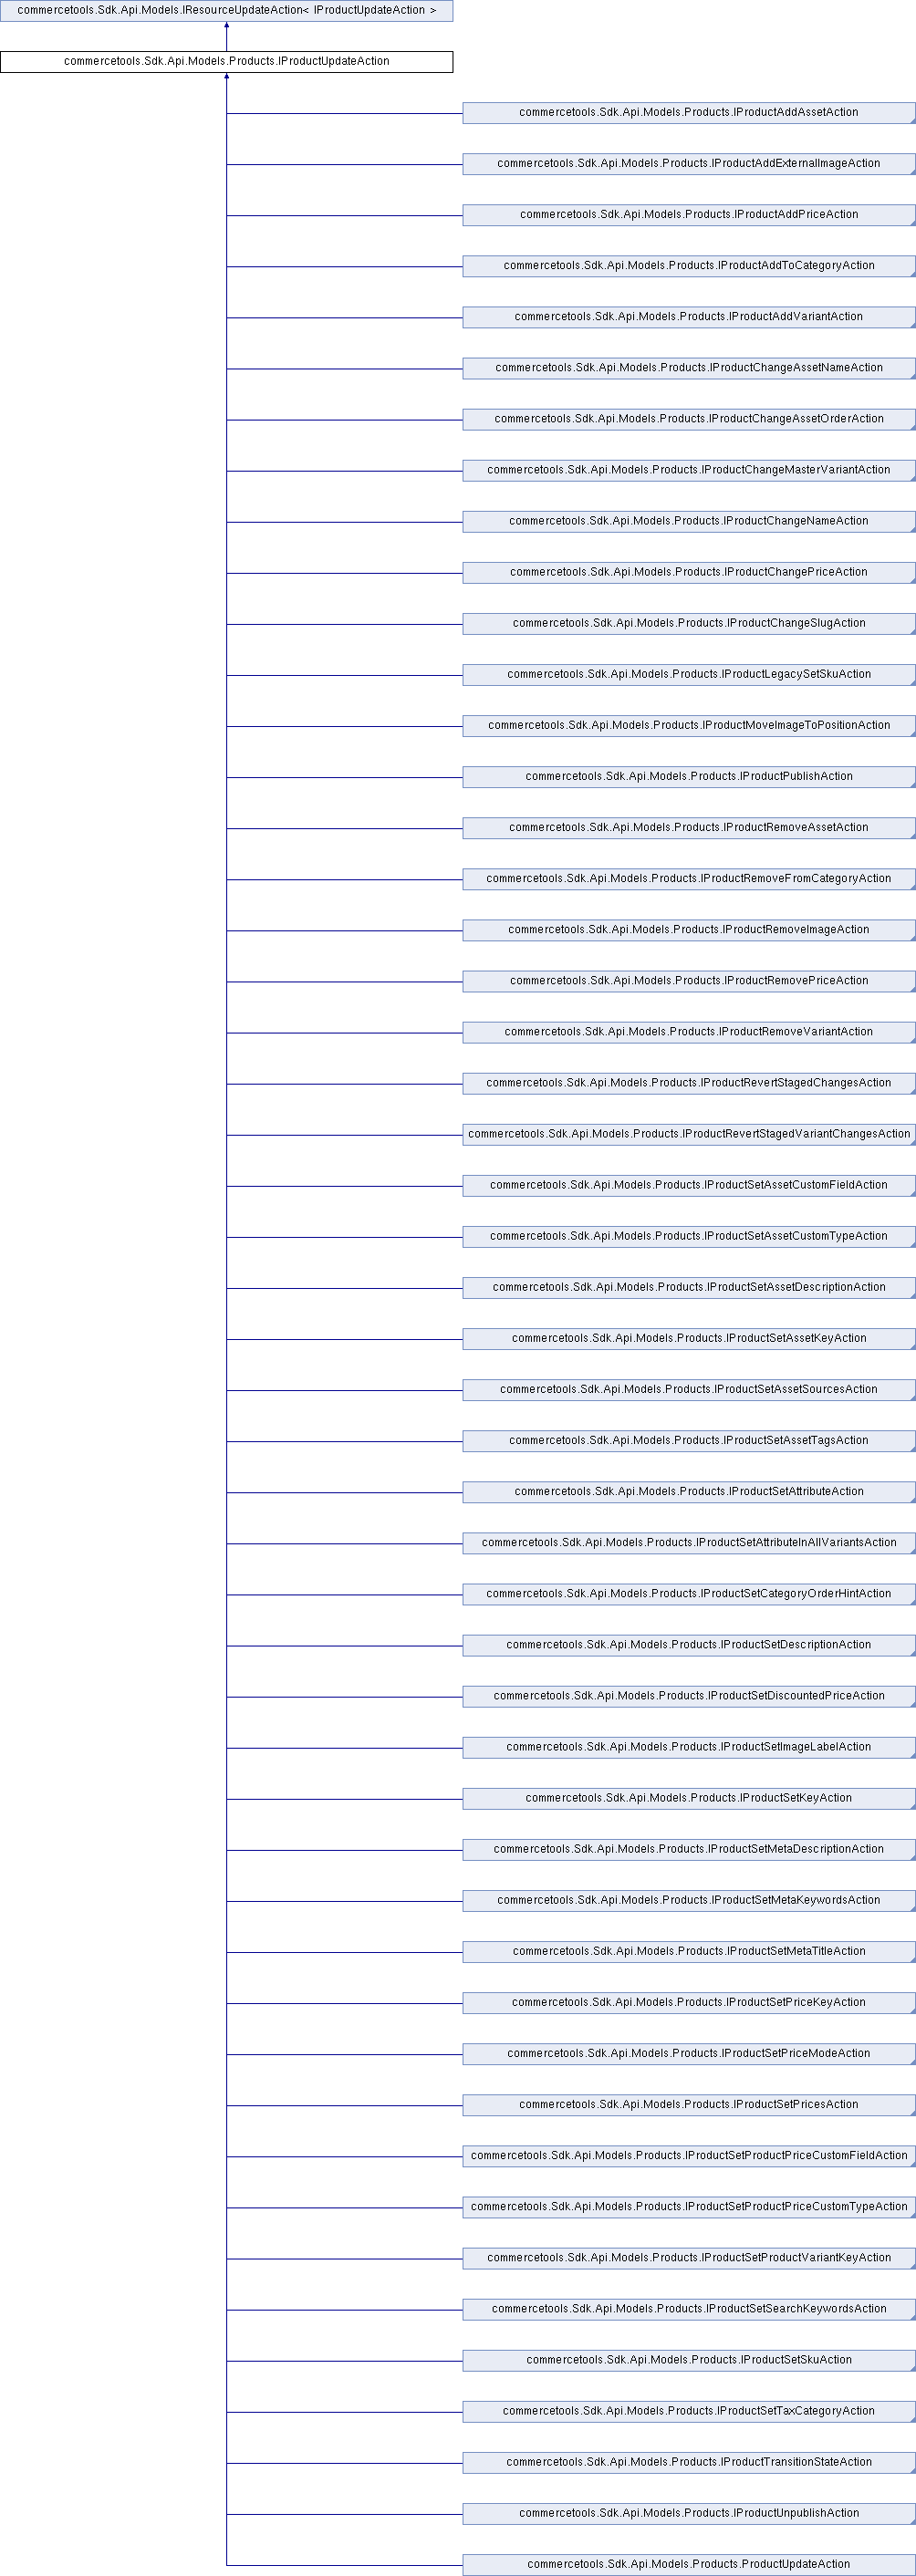 commercetools.Sdk.Api.Models.IResourceUpdateAction< IProductUpdateAction >
commercetools.Sdk.Api.Models.Products.IProductUpdateAction
commercetools.Sdk.Api.Models.Products.IProductAddAssetAction
commercetools.Sdk.Api.Models.Products.IProductAddExternalImageAction
commercetools.Sdk.Api.Models.Products.IProductAddPriceAction
commercetools.Sdk.Api.Models.Products.IProductAddToCategoryAction
commercetools.Sdk.Api.Models.Products.IProductAddVariantAction
commercetools.Sdk.Api.Models.Products.IProductChangeAssetNameAction
commercetools.Sdk.Api.Models.Products.IProductChangeAssetOrderAction
commercetools.Sdk.Api.Models.Products.IProductChangeMasterVariantAction
commercetools.Sdk.Api.Models.Products.IProductChangeNameAction
commercetools.Sdk.Api.Models.Products.IProductChangePriceAction
commercetools.Sdk.Api.Models.Products.IProductChangeSlugAction
commercetools.Sdk.Api.Models.Products.IProductLegacySetSkuAction
commercetools.Sdk.Api.Models.Products.IProductMoveImageToPositionAction
commercetools.Sdk.Api.Models.Products.IProductPublishAction
commercetools.Sdk.Api.Models.Products.IProductRemoveAssetAction
commercetools.Sdk.Api.Models.Products.IProductRemoveFromCategoryAction
commercetools.Sdk.Api.Models.Products.IProductRemoveImageAction
commercetools.Sdk.Api.Models.Products.IProductRemovePriceAction
commercetools.Sdk.Api.Models.Products.IProductRemoveVariantAction
commercetools.Sdk.Api.Models.Products.IProductRevertStagedChangesAction
commercetools.Sdk.Api.Models.Products.IProductRevertStagedVariantChangesAction
commercetools.Sdk.Api.Models.Products.IProductSetAssetCustomFieldAction
commercetools.Sdk.Api.Models.Products.IProductSetAssetCustomTypeAction
commercetools.Sdk.Api.Models.Products.IProductSetAssetDescriptionAction
commercetools.Sdk.Api.Models.Products.IProductSetAssetKeyAction
commercetools.Sdk.Api.Models.Products.IProductSetAssetSourcesAction
commercetools.Sdk.Api.Models.Products.IProductSetAssetTagsAction
commercetools.Sdk.Api.Models.Products.IProductSetAttributeAction
commercetools.Sdk.Api.Models.Products.IProductSetAttributeInAllVariantsAction
commercetools.Sdk.Api.Models.Products.IProductSetCategoryOrderHintAction
commercetools.Sdk.Api.Models.Products.IProductSetDescriptionAction
commercetools.Sdk.Api.Models.Products.IProductSetDiscountedPriceAction
commercetools.Sdk.Api.Models.Products.IProductSetImageLabelAction
commercetools.Sdk.Api.Models.Products.IProductSetKeyAction
commercetools.Sdk.Api.Models.Products.IProductSetMetaDescriptionAction
commercetools.Sdk.Api.Models.Products.IProductSetMetaKeywordsAction
commercetools.Sdk.Api.Models.Products.IProductSetMetaTitleAction
commercetools.Sdk.Api.Models.Products.IProductSetPriceKeyAction
commercetools.Sdk.Api.Models.Products.IProductSetPriceModeAction
commercetools.Sdk.Api.Models.Products.IProductSetPricesAction
commercetools.Sdk.Api.Models.Products.IProductSetProductPriceCustomFieldAction
commercetools.Sdk.Api.Models.Products.IProductSetProductPriceCustomTypeAction
commercetools.Sdk.Api.Models.Products.IProductSetProductVariantKeyAction
commercetools.Sdk.Api.Models.Products.IProductSetSearchKeywordsAction
commercetools.Sdk.Api.Models.Products.IProductSetSkuAction
commercetools.Sdk.Api.Models.Products.IProductSetTaxCategoryAction
commercetools.Sdk.Api.Models.Products.IProductTransitionStateAction
commercetools.Sdk.Api.Models.Products.IProductUnpublishAction
commercetools.Sdk.Api.Models.Products.ProductUpdateAction